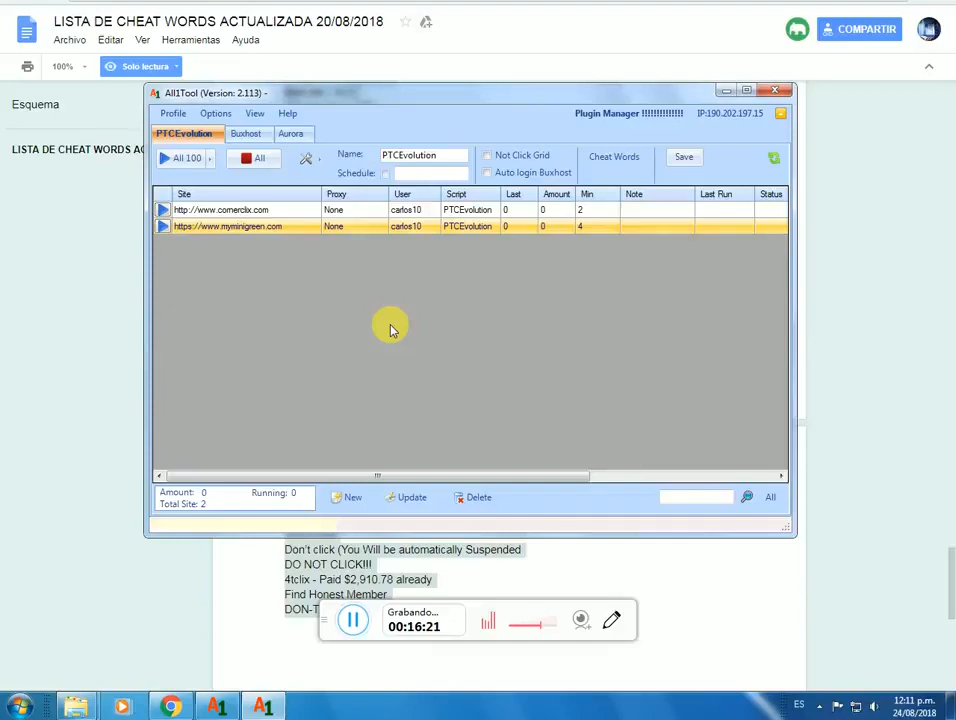 LISTA DE CHEAT WORDS ACTUALIZADA 20/08/2018
COMPARTIR
Archivo Editar Ver Herramientas Ayuda
100% Solo lectura
Esquema
LISTA DE CHEAT WORDS AC
All1Tool (Version: 2.113) -
Profile Options View Help Plugin Manager !!!!!!!!!!!!!! IP:190.202.197.15
PTCEvolution Buxhost Aurora
All 100 All Name: PTCEvolution Not Click Grid Cheat Words Save
Schedule: Auto login Buxhost
Site Proxy User Script Last Amount Min Note Last Run Status
http://www.comerclix.com None carlos10 PTCEvolution 0 0 2
https://www.myminigreen.com None carlos10 PTCEvolution 0 0 4
Amount: 0 Running: 0
Total Site: 2
New Update Delete All
Don't click (You Will be automatically Suspended
DO NOT CLICK!!!
4tclix - Paid $2,910.78 already
Find Honest Member
DON-T
Grabando...
00:16:21
ES 12:11 p.m.
24/08/2018